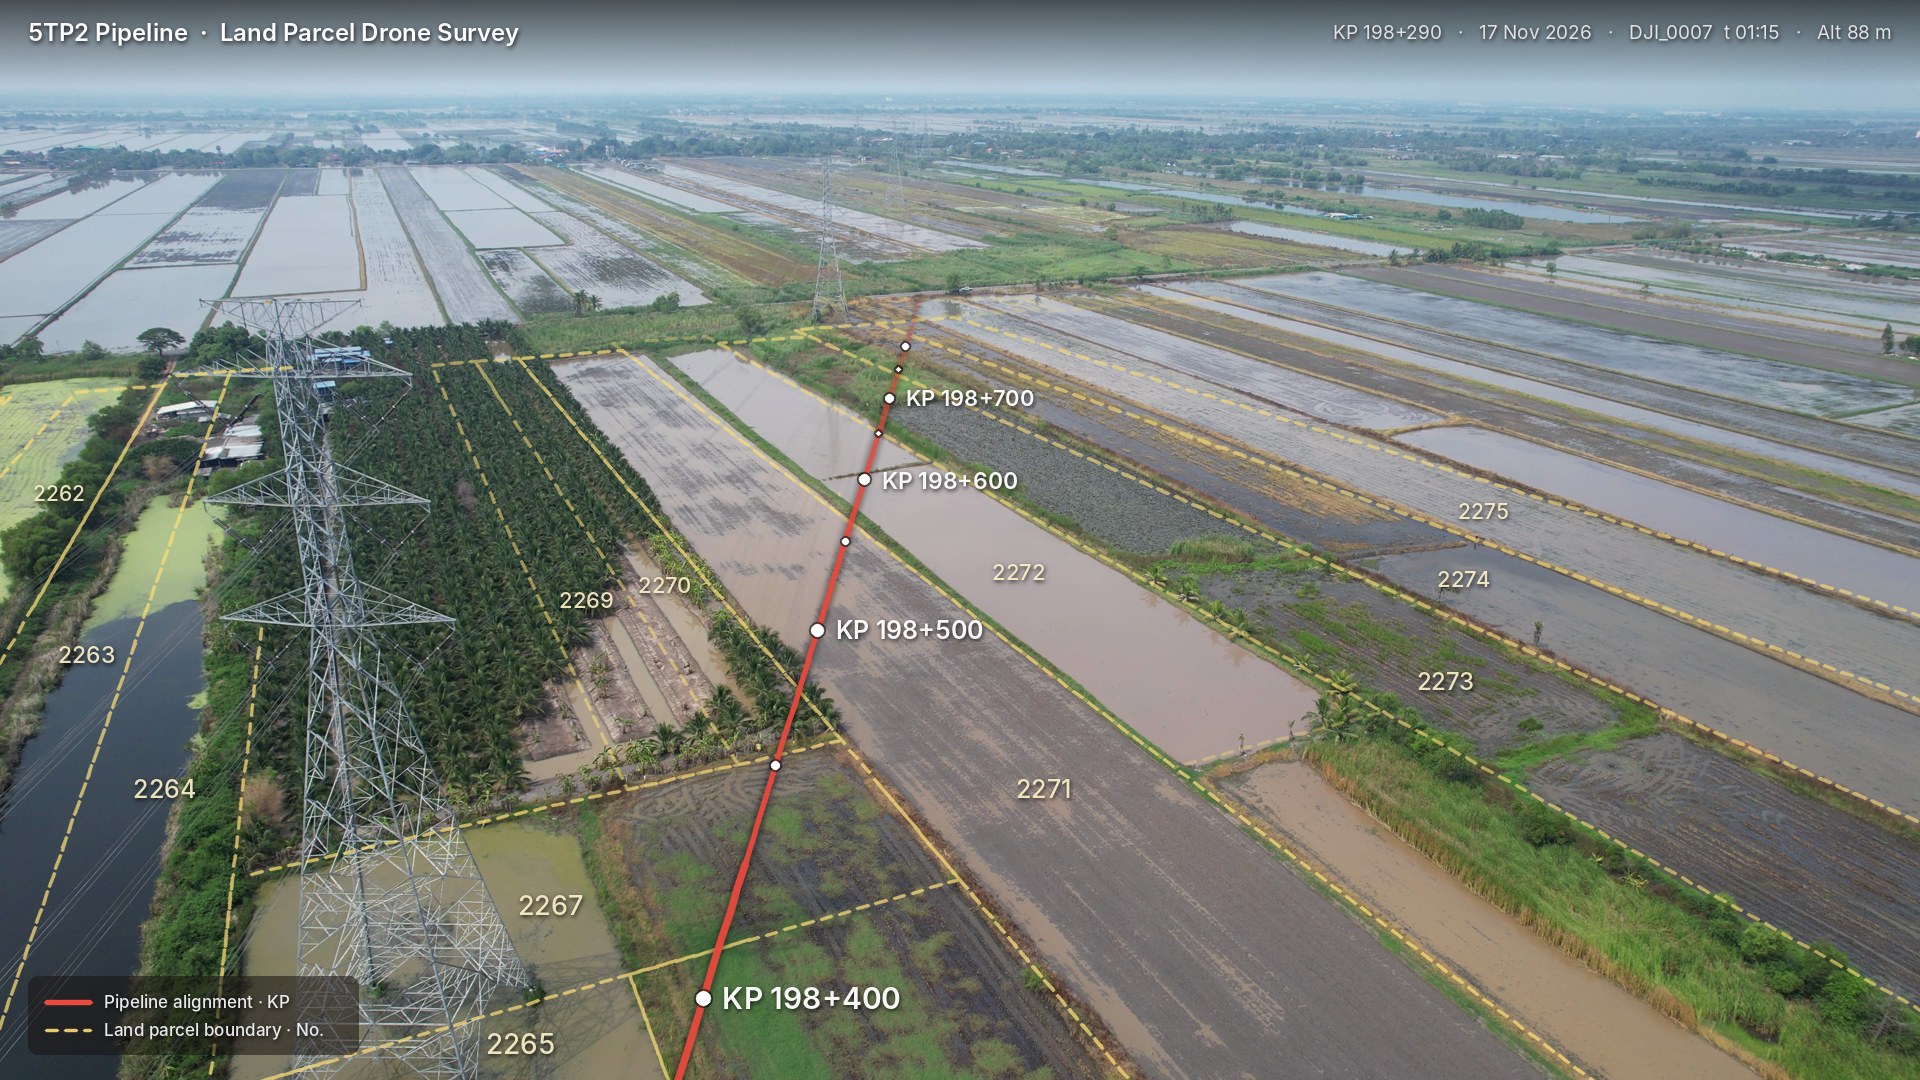 5TP2 Pipeline · Land Parcel Drone Survey
KP 198+290 · 17 Nov 2026 · DJI_0007 t 01:15 · Alt 88 m
KP 198+700
KP 198+600
2262
2275
2272
2274
2270
2269
KP 198+500
2263
2273
2264
2271
2267
KP 198+400
2265
Pipeline alignment · KP
Land parcel boundary · No.